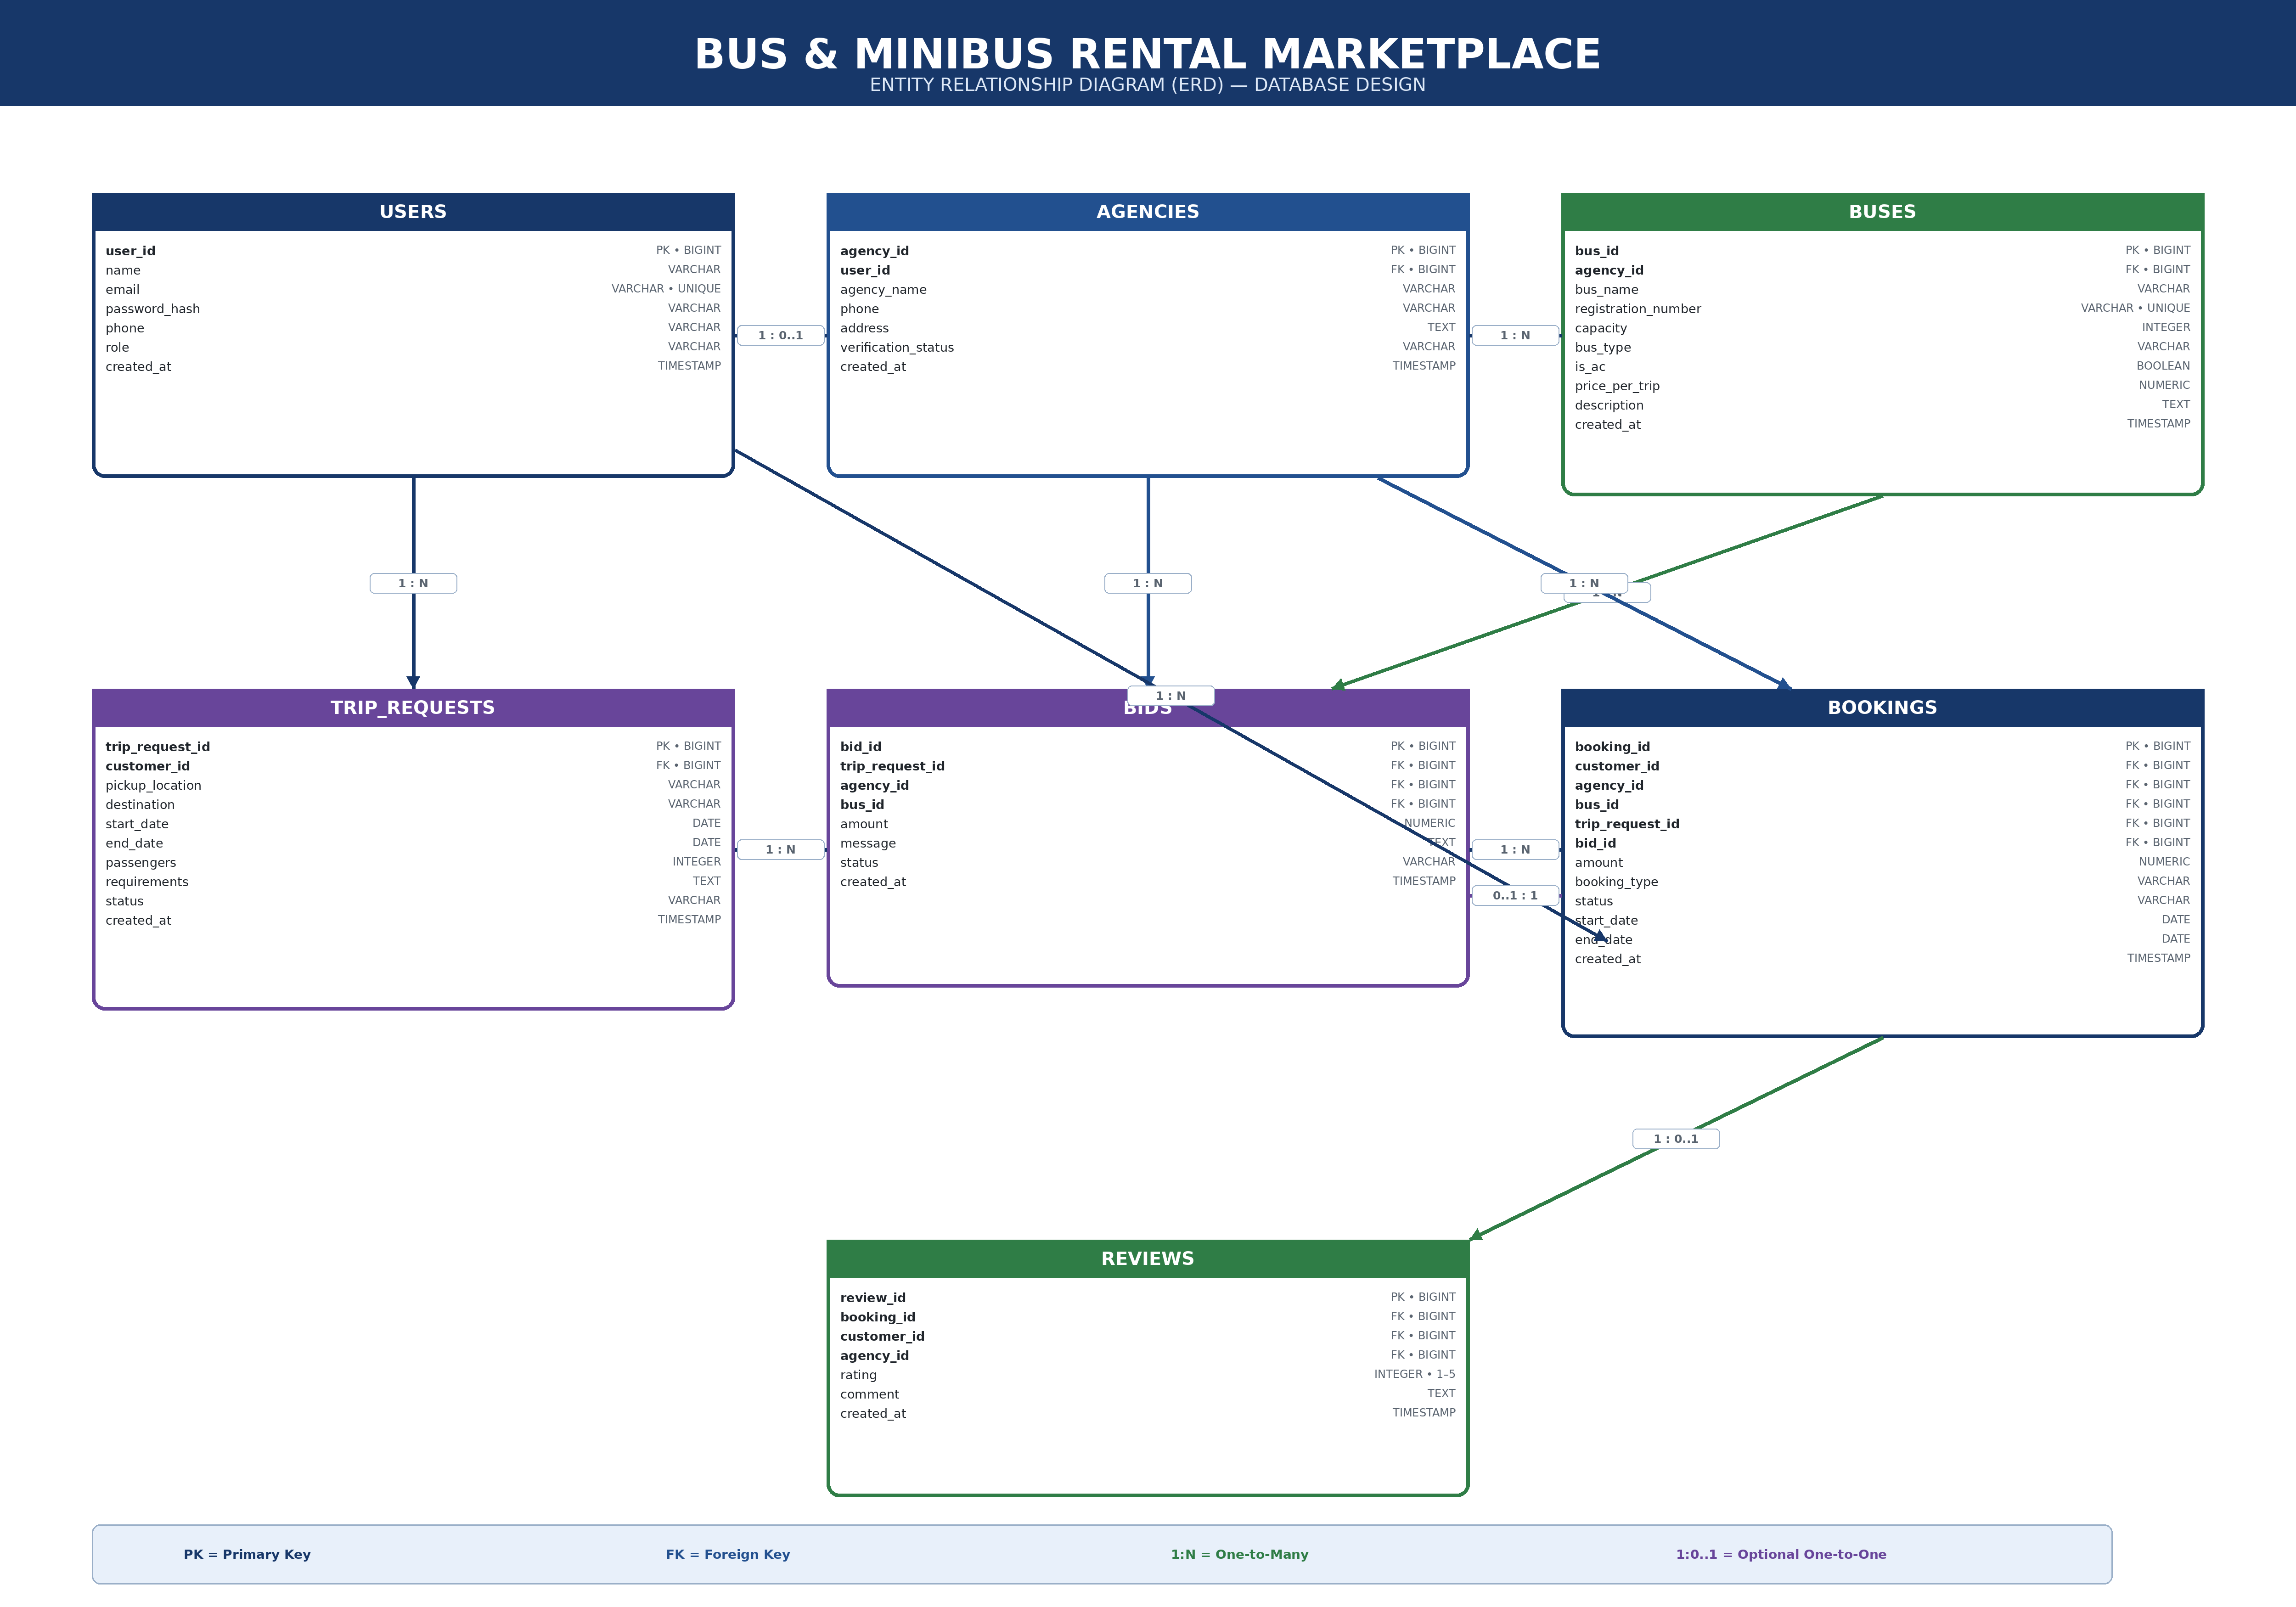 BUS & MINIBUS RENTAL MARKETPLACE
ENTITY RELATIONSHIP DIAGRAM (ERD) — DATABASE DESIGN
USERS
user_id PK • BIGINT
name VARCHAR
email VARCHAR • UNIQUE
password_hash VARCHAR
phone VARCHAR
role VARCHAR
created_at TIMESTAMP
1 : 0..1
AGENCIES
agency_id PK • BIGINT
user_id FK • BIGINT
agency_name VARCHAR
phone VARCHAR
address TEXT
verification_status VARCHAR
created_at TIMESTAMP
1 : N
BUSES
bus_id PK • BIGINT
agency_id FK • BIGINT
bus_name VARCHAR
registration_number VARCHAR • UNIQUE
capacity INTEGER
bus_type VARCHAR
is_ac BOOLEAN
price_per_trip NUMERIC
description TEXT
created_at TIMESTAMP
1 : N
1 : N
1 : N
1 : N
TRIP_REQUESTS
trip_request_id PK • BIGINT
customer_id FK • BIGINT
pickup_location VARCHAR
destination VARCHAR
start_date DATE
end_date DATE
passengers INTEGER
requirements TEXT
status VARCHAR
created_at TIMESTAMP
1 : N
BIDS
bid_id PK • BIGINT
trip_request_id FK • BIGINT
agency_id FK • BIGINT
bus_id FK • BIGINT
amount NUMERIC
message TEXT
status VARCHAR
created_at TIMESTAMP
1 : N
0..1 : 1
BOOKINGS
booking_id PK • BIGINT
customer_id FK • BIGINT
agency_id FK • BIGINT
bus_id FK • BIGINT
trip_request_id FK • BIGINT
bid_id FK • BIGINT
amount NUMERIC
booking_type VARCHAR
status VARCHAR
start_date DATE
end_date DATE
created_at TIMESTAMP
1 : 0..1
REVIEWS
review_id PK • BIGINT
booking_id FK • BIGINT
customer_id FK • BIGINT
agency_id FK • BIGINT
rating INTEGER • 1–5
comment TEXT
created_at TIMESTAMP
PK = Primary Key FK = Foreign Key 1:N = One-to-Many 1:0..1 = Optional One-to-One